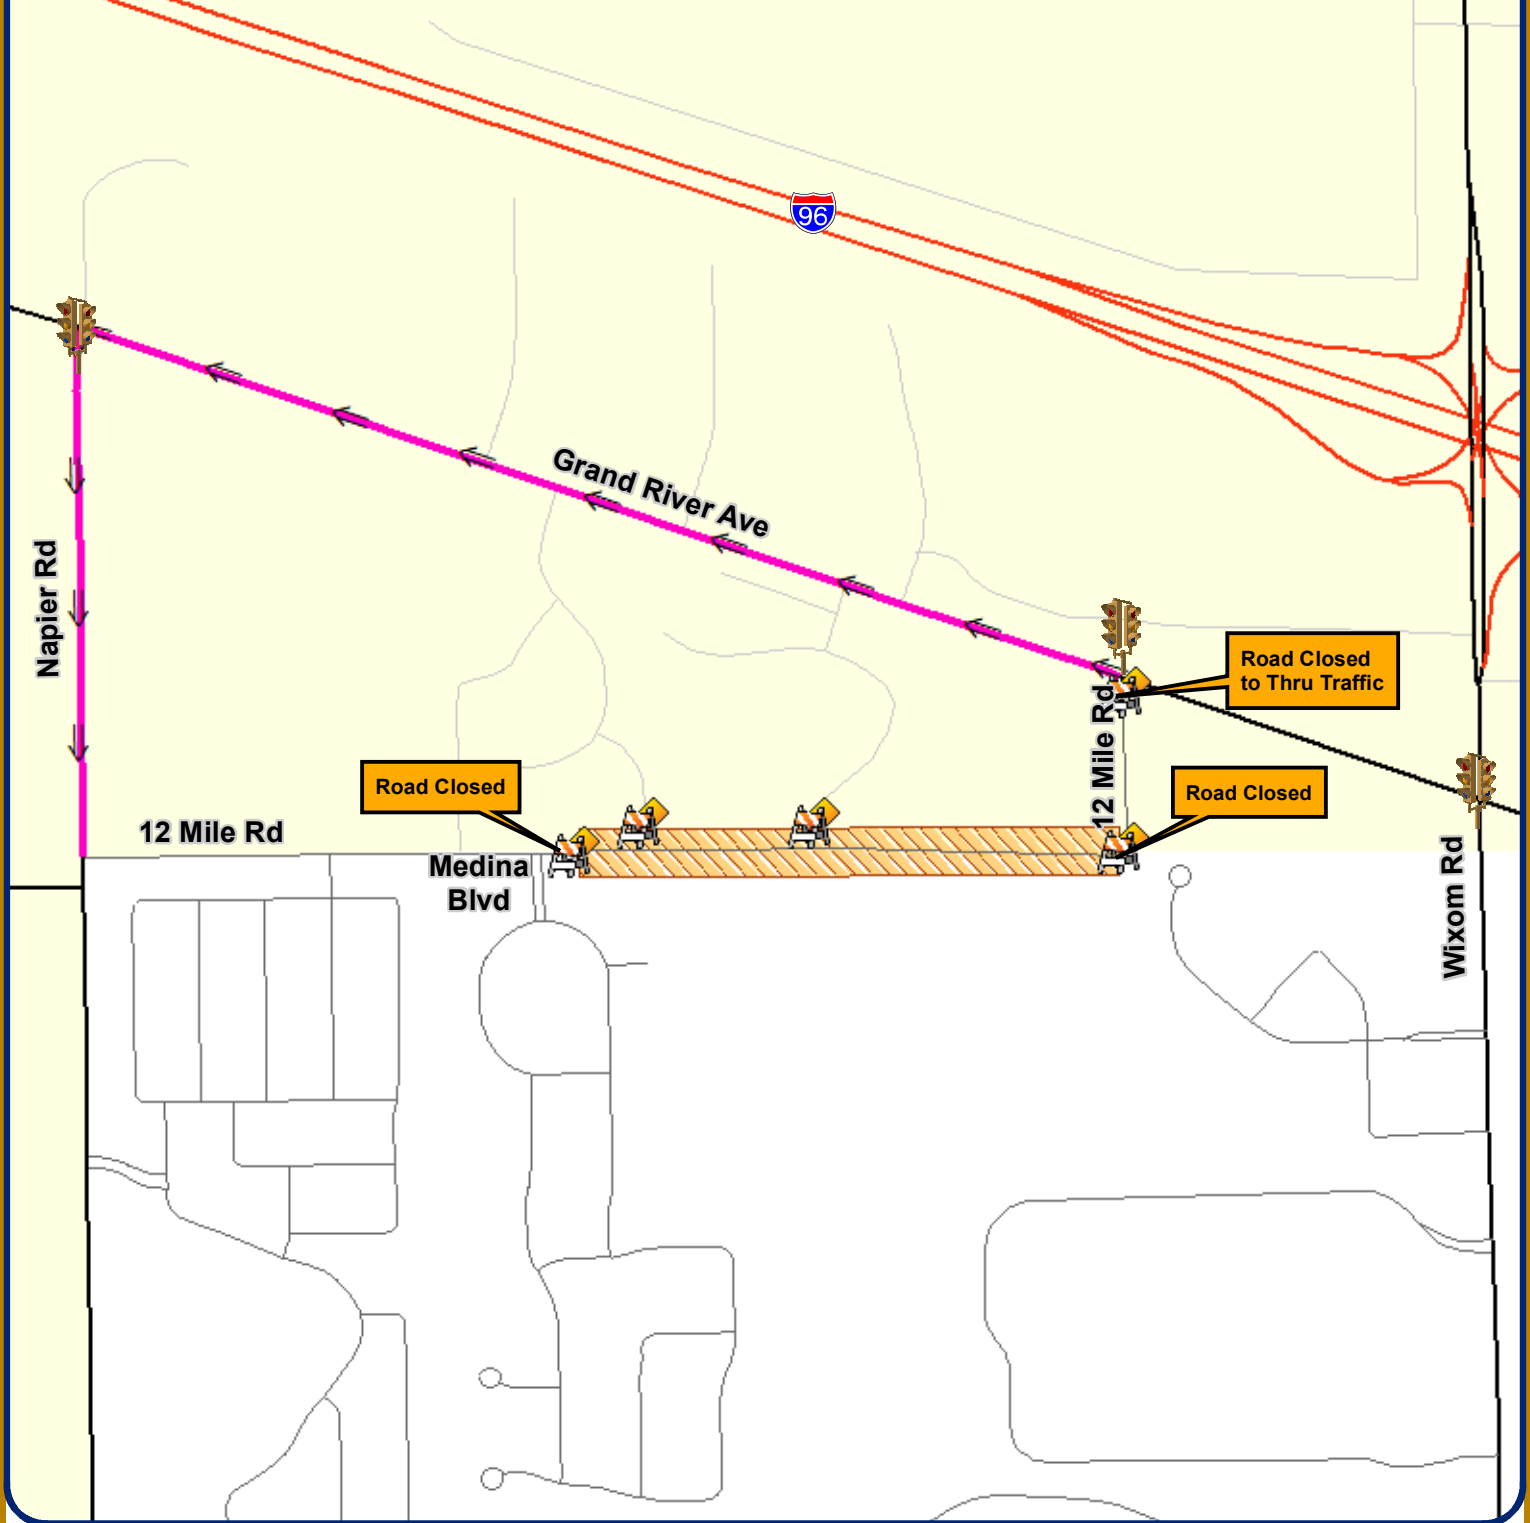 96
Grand River Ave
Napier Rd
Road Closed
to Thru Traffic
12 Mile Rd
Road Closed
Road Closed
12 Mile Rd
Medina
Blvd
Wixom Rd